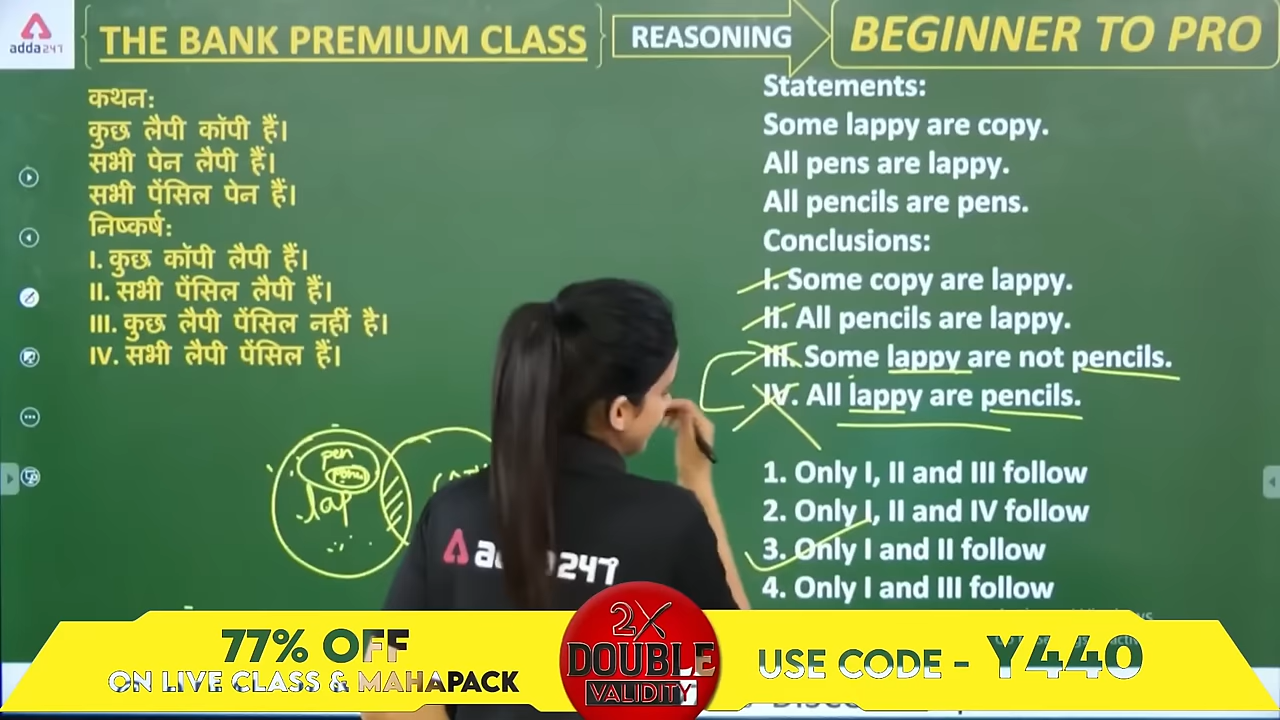 adda247
THE BANK PREMIUM CLASS
REASONING
BEGINNER TO PRO
कथन:
कुछ लैपी कॉपी हैं।
सभी पेन लैपी हैं।
सभी पेंसिल पेन हैं।
निष्कर्ष:
I. कुछ कॉपी लैपी हैं।
II. सभी पेंसिल लैपी हैं।
III. कुछ लैपी पेंसिल नहीं है।
IV. सभी लैपी पेंसिल हैं।
Statements:
Some lappy are copy.
All pens are lappy.
All pencils are pens.
Conclusions:
I. Some copy are lappy.
II. All pencils are lappy.
III. Some lappy are not pencils.
IV. All lappy are pencils.
1. Only I, II and III follow
2. Only I, II and IV follow
3. Only I and II follow
4. Only I and III follow
pen
lap
247
77% OFF
ON LIVE CLASS & MAHAPACK
2X
DOUBLE
VALIDITY
USE CODE - Y440